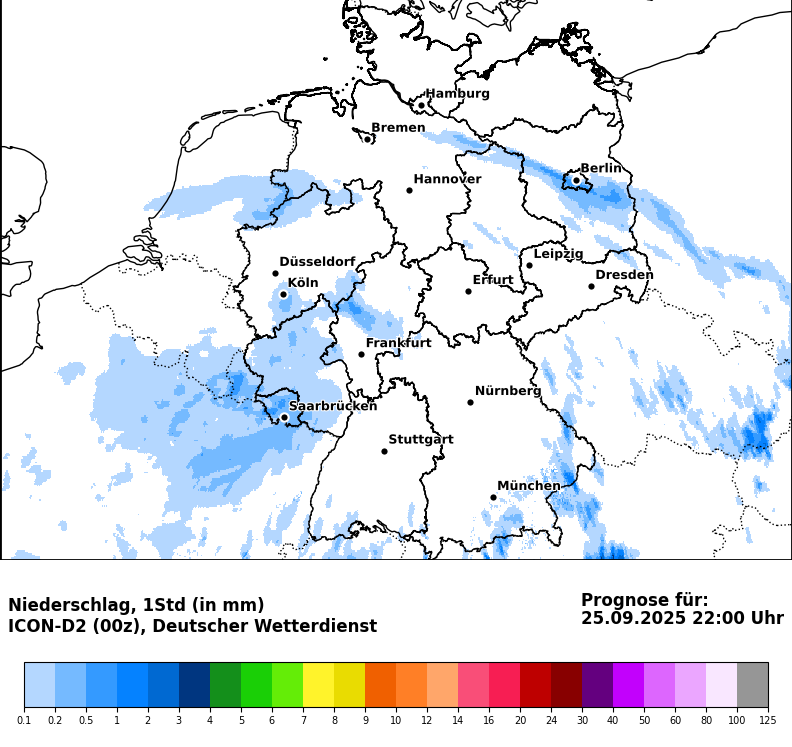 Hamburg
Bremen
Berlin
Hannover
Leipzig
Düsseldorf
Dresden
Köln
Erfurt
Frankfurt
Nürnberg
Saarbrücken
Stuttgart
München
Niederschlag, 1Std (in mm)
ICON-D2 (00z), Deutscher Wetterdienst
Prognose für:
25.09.2025 22:00 Uhr
0.1 0.2 0.5 1 2 3 4 5 6 7 8 9 10 12 14 16 20 24 30 40 50 60 80 100 125